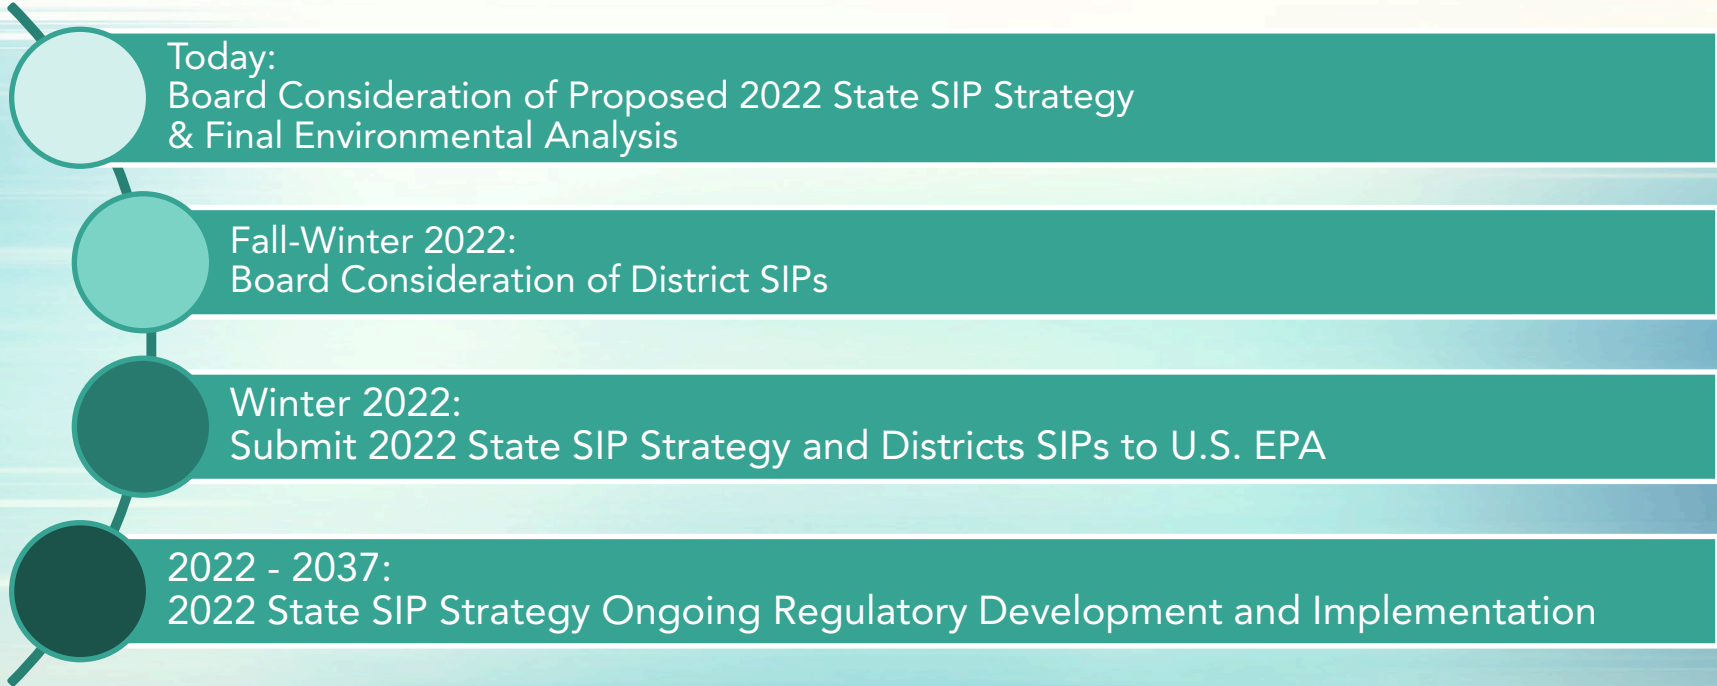 Today:
Board Consideration of Proposed 2022 State SIP Strategy
& Final Environmental Analysis
Fall-Winter 2022:
Board Consideration of District SIPs
Winter 2022:
Submit 2022 State SIP Strategy and Districts SIPs to U.S. EPA
2022 - 2037:
2022 State SIP Strategy Ongoing Regulatory Development and Implementation